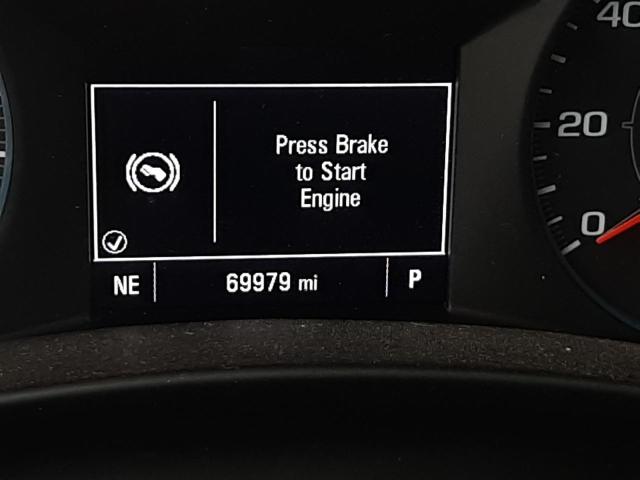 Press Brake
to Start
Engine
NE 69979 mi P
40
20
0